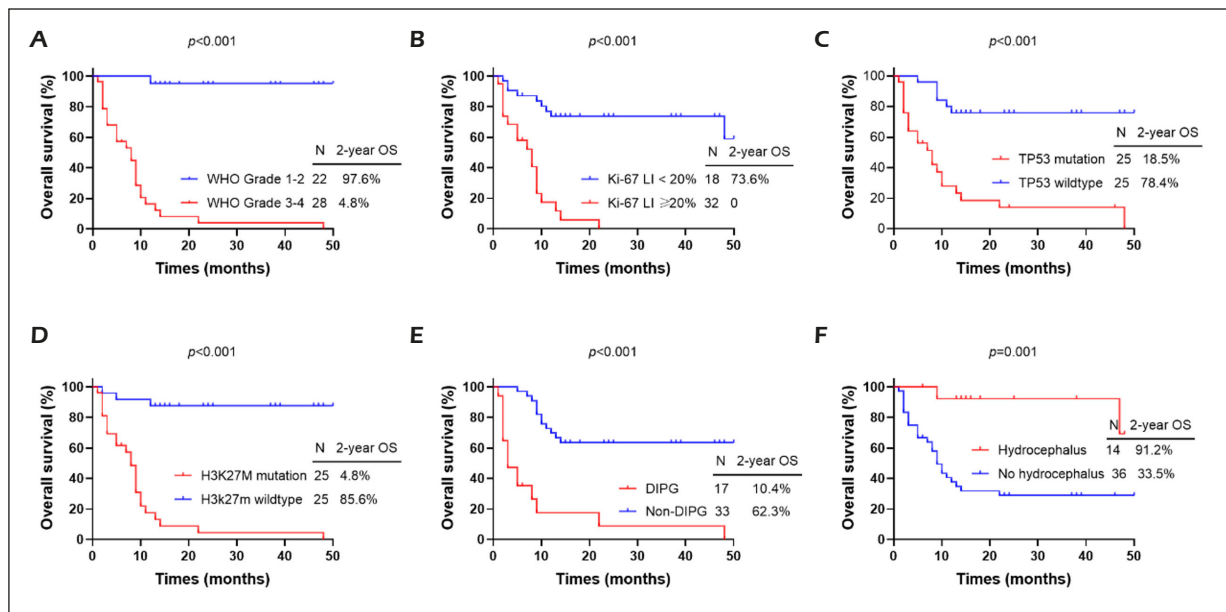 A
p<0.001
Overall survival (%)
100
80
60
40
20
0
N 2-year OS
WHO Grade 1-2 22 97.6%
WHO Grade 3-4 28 4.8%
0 10 20 30 40 50
Times (months)
B
p<0.001
Overall survival (%)
100
80
60
40
20
0
N 2-year OS
Ki-67 LI < 20% 18 73.6%
Ki-67 LI ⩾20% 32 0
0 10 20 30 40 50
Times (months)
C
p<0.001
Overall survival (%)
100
80
60
40
20
0
N 2-year OS
TP53 mutation 25 18.5%
TP53 wildtype 25 78.4%
0 10 20 30 40 50
Times (months)
D
p<0.001
Overall survival (%)
100
80
60
40
20
0
N 2-year OS
H3K27M mutation 25 4.8%
H3k27m wildtype 25 85.6%
0 10 20 30 40 50
Times (months)
E
p<0.001
Overall survival (%)
100
80
60
40
20
0
N 2-year OS
DIPG 17 10.4%
Non-DIPG 33 62.3%
0 10 20 30 40 50
Times (months)
F
p=0.001
Overall survival (%)
100
80
60
40
20
0
N 2-year OS
Hydrocephalus 14 91.2%
No hydrocephalus 36 33.5%
0 10 20 30 40 50
Times (months)